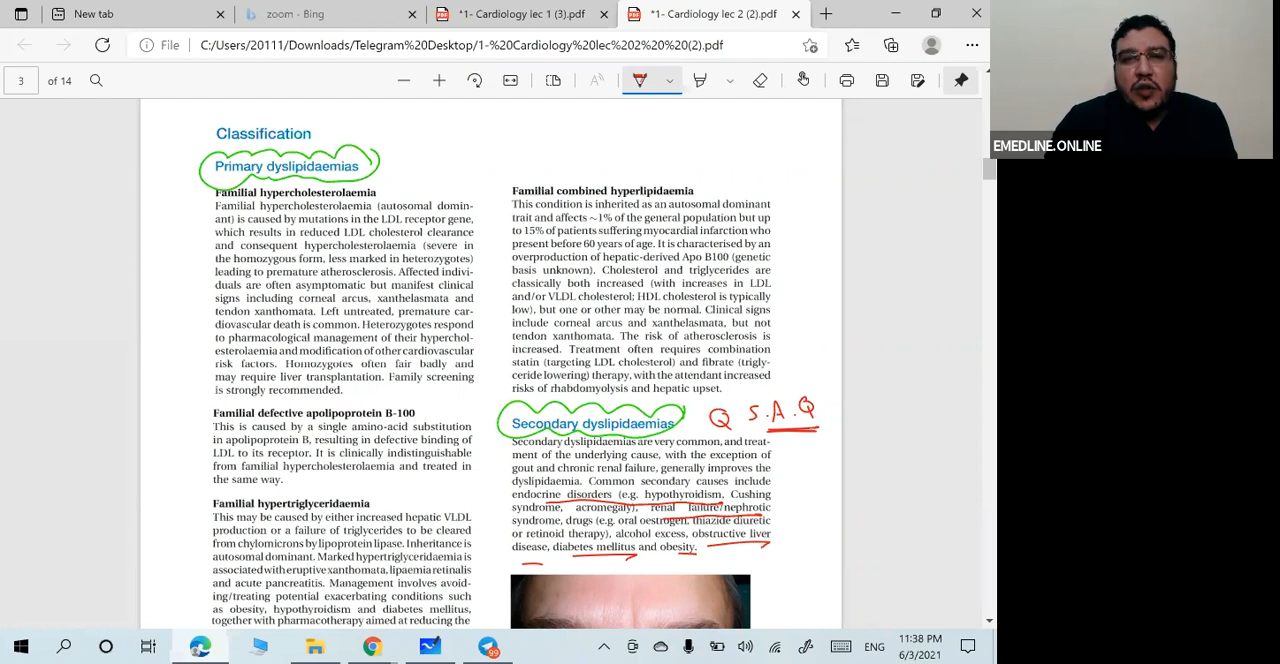 New tab
zoom - Bing
*1- Cardiology lec 1 (3).pdf
*1- Cardiology lec 2 (2).pdf
File
C:/Users/20111/Downloads/Telegram%20Desktop/1-%20Cardiology%20lec%202%20%20(2).pdf
3 of 14
EMEDLINE.ONLINE
Classification
Primary dyslipidaemias
Familial hypercholesterolaemia
Familial hypercholesterolaemia (autosomal domin-
ant) is caused by mutations in the LDL receptor gene,
which results in reduced LDL cholesterol clearance
and consequent hypercholesterolaemia (severe in
the homozygous form, less marked in heterozygotes)
leading to premature atherosclerosis. Affected indivi-
duals are often asymptomatic but manifest clinical
signs including corneal arcus, xanthelasmata and
tendon xanthomata. Left untreated, premature car-
diovascular death is common. Heterozygotes respond
to pharmacological management of their hyperchol-
esterolaemia and modification of other cardiovascular
risk factors. Homozygotes often fair badly and
may require liver transplantation. Family screening
is strongly recommended.
Familial defective apolipoprotein B-100
This is caused by a single amino-acid substitution
in apolipoprotein B, resulting in defective binding of
LDL to its receptor. It is clinically indistinguishable
from familial hypercholesterolaemia and treated in
the same way.
Familial hypertriglyceridaemia
This may be caused by either increased hepatic VLDL
production or a failure of triglycerides to be cleared
from chylomicrons by lipoprotein lipase. Inheritance is
autosomal dominant. Marked hypertriglyceridaemia is
associated with eruptive xanthomata, lipaemia retinalis
and acute pancreatitis. Management involves avoid-
ing/treating potential exacerbating conditions such
as obesity, hypothyroidism and diabetes mellitus,
together with pharmacotherapy aimed at reducing the
Familial combined hyperlipidaemia
This condition is inherited as an autosomal dominant
trait and affects ~1% of the general population but up
to 15% of patients suffering myocardial infarction who
present before 60 years of age. It is characterised by an
overproduction of hepatic-derived Apo B100 (genetic
basis unknown). Cholesterol and triglycerides are
classically both increased (with increases in LDL
and/or VLDL cholesterol; HDL cholesterol is typically
low), but one or other may be normal. Clinical signs
include corneal arcus and xanthelasmata, but not
tendon xanthomata. The risk of atherosclerosis is
increased. Treatment often requires combination
statin (targeting LDL cholesterol) and fibrate (trigly-
ceride lowering) therapy, with the attendant increased
risks of rhabdomyolysis and hepatic upset.
Secondary dyslipidaemias
Q S.A.Q
Secondary dyslipidaemias are very common, and treat-
ment of the underlying cause, with the exception of
gout and chronic renal failure, generally improves the
dyslipidaemia. Common secondary causes include
endocrine disorders (e.g. hypothyroidism, Cushing
syndrome, acromegaly), renal failure/nephrotic
syndrome, drugs (e.g. oral oestrogen, thiazide diuretic
or retinoid therapy), alcohol excess, obstructive liver
disease, diabetes mellitus and obesity.
99
ENG
11:38 PM
6/3/2021